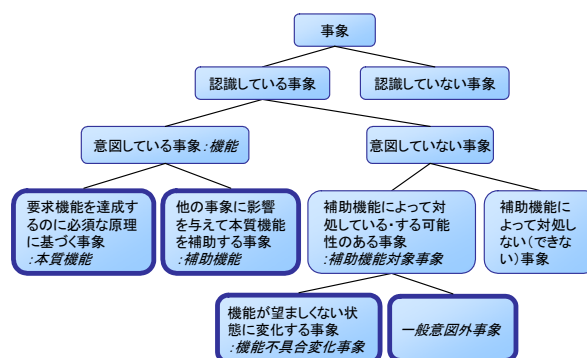 事象
認識している事象
認識していない事象
意図している事象:機能
意図していない事象
要求機能を達成す
るのに必須な原理
に基づく事象
:本質機能
他の事象に影響
を与えて本質機能
を補助する事象
:補助機能
補助機能によって対
処している・する可能
性のある事象
:補助機能対象事象
補助機能に
よって対処
しない(できな
い)事象
機能が望ましくない状
態に変化する事象
:機能不具合変化事象
一般意図外事象